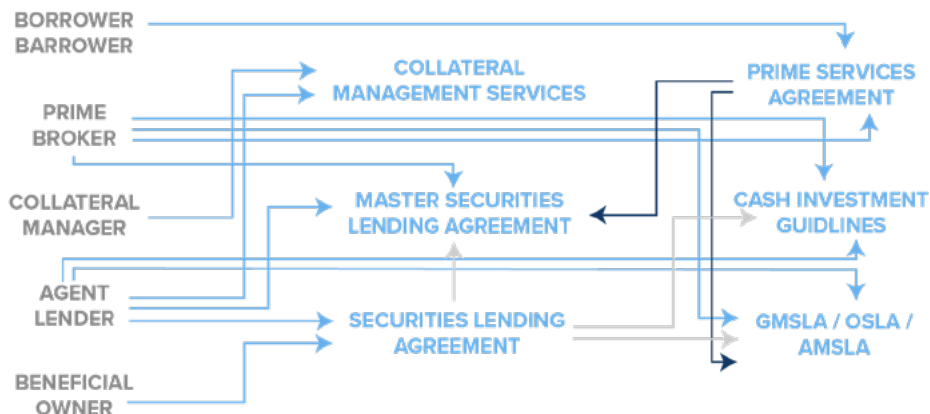 BORROWER
BARROWER
COLLATERAL
MANAGEMENT SERVICES
PRIME SERVICES
AGREEMENT
PRIME
BROKER
COLLATERAL
MANAGER
MASTER SECURITIES
LENDING AGREEMENT
CASH INVESTMENT
GUIDLINES
AGENT
LENDER
SECURITIES LENDING
AGREEMENT
GMSLA / OSLA /
AMSLA
BENEFICIAL
OWNER